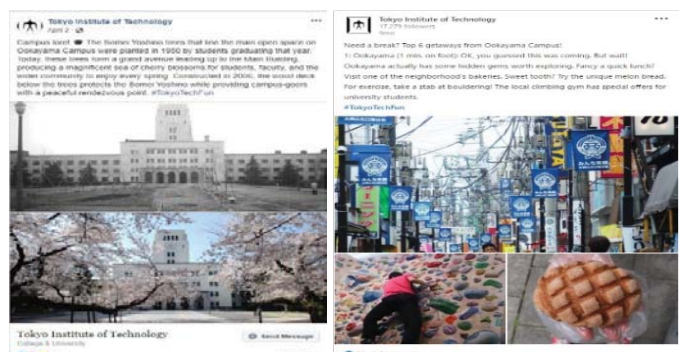 Tokyo Institute of Technology
April 2
Campus lore! The Somei Yoshino trees that line the main open space on
Ookayama Campus were planted in 1950 by students graduating that year.
Today, these trees form a grand avenue leading up to the Main Building,
producing a magnificent sea of cherry blossoms for students, faculty, and the
wider community to enjoy every spring. Constructed in 2006, the wood deck
below the trees protects the Somei Yoshino while providing campus-goers
with a peaceful rendezvous point. #TokyoTechFun
Tokyo Institute of Technology
College & University
Send Message
Tokyo Institute of Technology
17,279 followers
Need a break? Top 6 getaways from Ookayama Campus!
1: Ookayama (1 min. on foot): OK, you guessed this was coming. But wait!
Ookayama actually has some hidden gems worth exploring. Fancy a quick lunch?
Visit one of the neighborhood's bakeries. Sweet tooth? Try the unique melon bread.
For exercise, take a stab at bouldering! The local climbing gym has special offers for
university students.
#TokyoTechFun